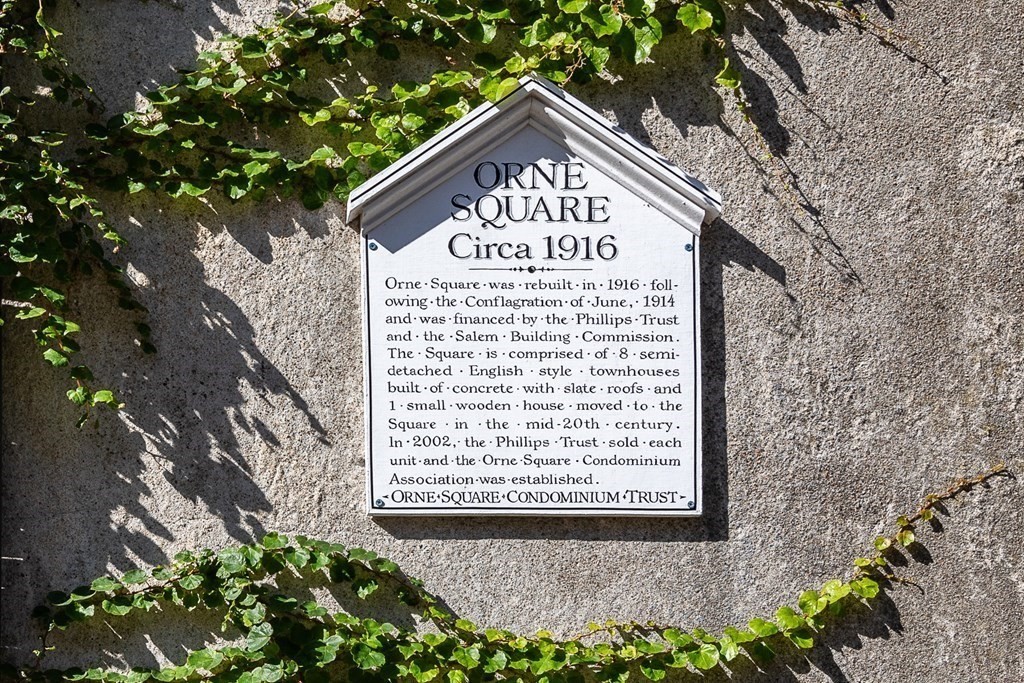 ORNE
SQUARE
Circa 1916
Orne · Square · was · rebuilt · in · 1916 · fol-
lowing · the · Conflagration · of · June, · 1914
and · was · financed · by · the · Phillips · Trust
and · the · Salem · Building · Commission.
The · Square · is · comprised · of · 8 · semi-
detached · English · style · townhouses
built · of · concrete · with · slate · roofs · and
1 · small · wooden · house · moved · to · the
Square · in · the · mid-20th · century.
In · 2002, · the · Phillips · Trust · sold · each
unit · and · the · Orne · Square · Condominium
Association · was · established.
ORNE · SQUARE · CONDOMINIUM · TRUST